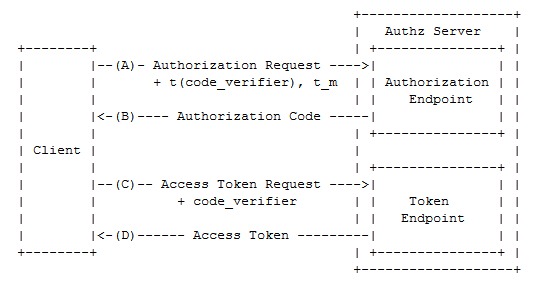 Authz Server
--(A)- Authorization Request ---->
+ t(code_verifier), t_m
Authorization
Endpoint
<-(B)---- Authorization Code -----
Client
--(C)-- Access Token Request ---->
+ code_verifier
Token
Endpoint
<-(D)------ Access Token ---------